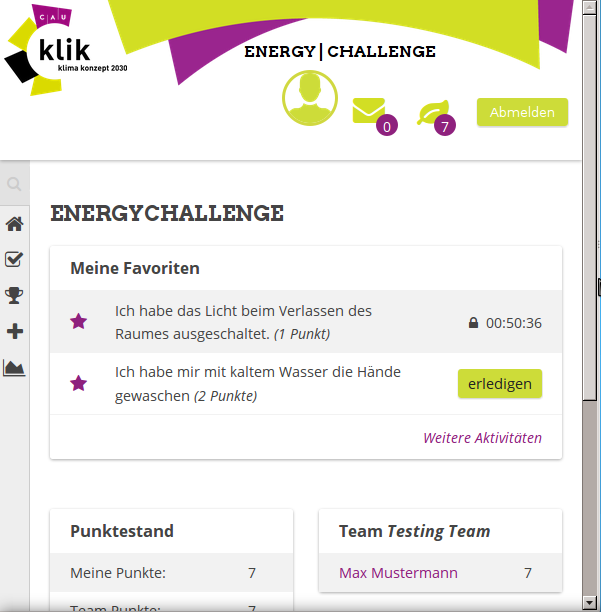 CAU
klik
klima konzept 2030
ENERGY | CHALLENGE
0
7
Abmelden
ENERGYCHALLENGE
Meine Favoriten
Ich habe das Licht beim Verlassen des
Raumes ausgeschaltet. (1 Punkt)
00:50:36
Ich habe mir mit kaltem Wasser die Hände
gewaschen (2 Punkte)
erledigen
Weitere Aktivitäten
Punktestand
Meine Punkte: 7
Team Punkte: 7
Team Testing Team
Max Mustermann 7